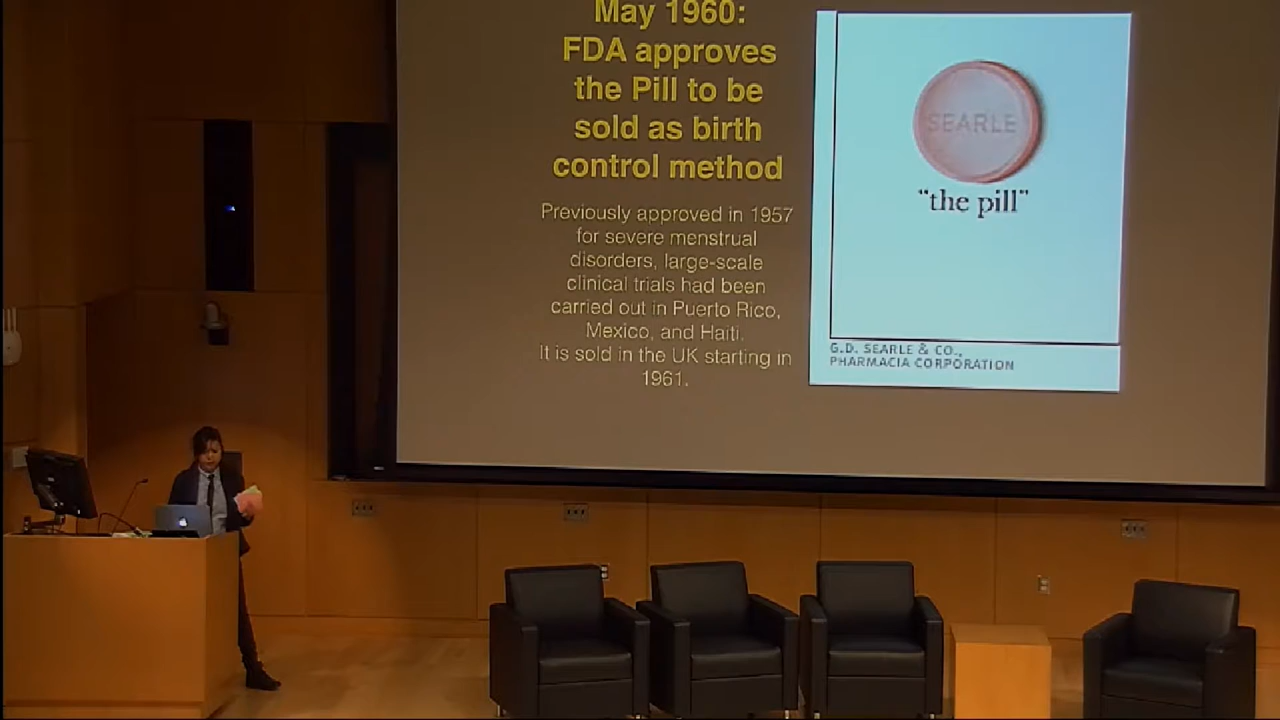 May 1960:
FDA approves
the Pill to be
sold as birth
control method
Previously approved in 1957
for severe menstrual
disorders, large-scale
clinical trials had been
carried out in Puerto Rico,
Mexico, and Haiti.
It is sold in the UK starting in
1961.
SEARLE
“the pill”
G.D. SEARLE & CO.,
PHARMACIA CORPORATION